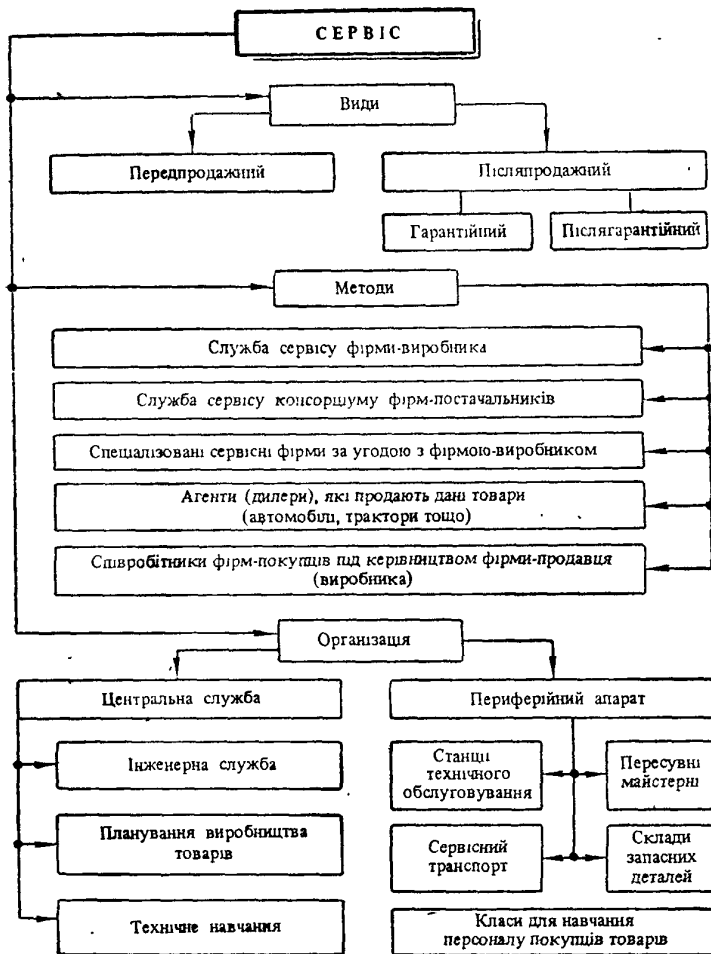 СЕРВІС
Види
Передпродажний
Післяпродажний
Гарантійний
Післягарантійний
Методи
Служба сервісу фірми-виробника
Служба сервісу консорціуму фірм-постачальників
Спеціалізовані сервісні фірми за угодою з фірмою-виробником
Агенти (дилери), які продають дані товари
(автомобілі, трактори тощо)
Співробітники фірм-покупців під керівництвом фірми-продавця
(виробника)
Організація
Центральна служба
Периферійний апарат
Інженерна служба
Станції
технічного
обслуговування
Пересувні
майстерні
Планування виробництва
товарів
Сервісний
транспорт
Склади
запасних
деталей
Технічне навчання
Класи для навчання
персоналу покупців товарів